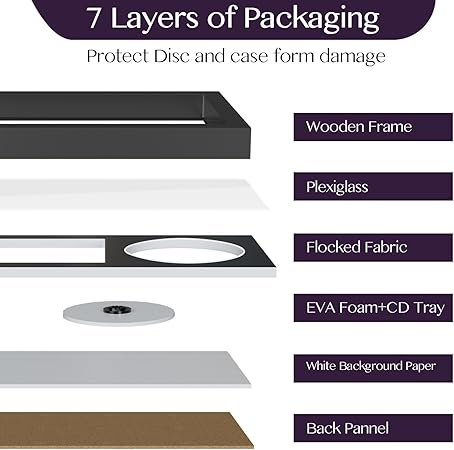 7 Layers of Packaging
Protect Disc and case form damage
Wooden Frame
Plexiglass
Flocked Fabric
EVA Foam+CD Tray
White Background Paper
Back Pannel